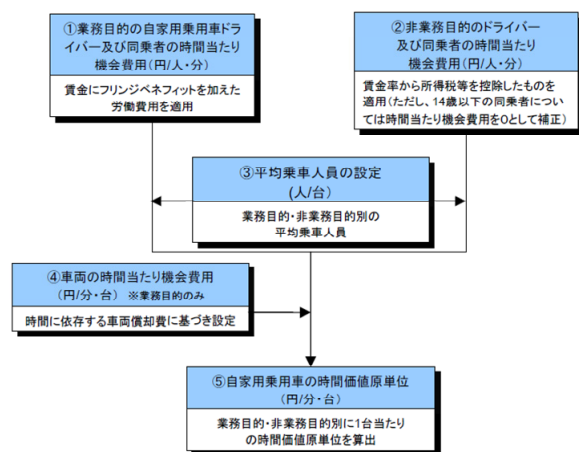 ①業務目的の自家用乗用車ドラ
イバー及び同乗者の時間当たり
機会費用(円/人・分)
賃金にフリンジベネフィットを加えた
労働費用を適用
②非業務目的のドライバー
及び同乗者の時間当たり
機会費用(円/人・分)
賃金率から所得税等を控除したものを
適用(ただし、14歳以下の同乗者につい
ては時間当たり機会費用を0として補正)
③平均乗車人員の設定
(人/台)
業務目的・非業務目的別の
平均乗車人員
④車両の時間当たり機会費用
(円/分・台) ※業務目的のみ
時間に依存する車両償却費に基づき設定
⑤自家用乗用車の時間価値原単位
(円/分・台)
業務目的・非業務目的別に1台当たり
の時間価値原単位を算出